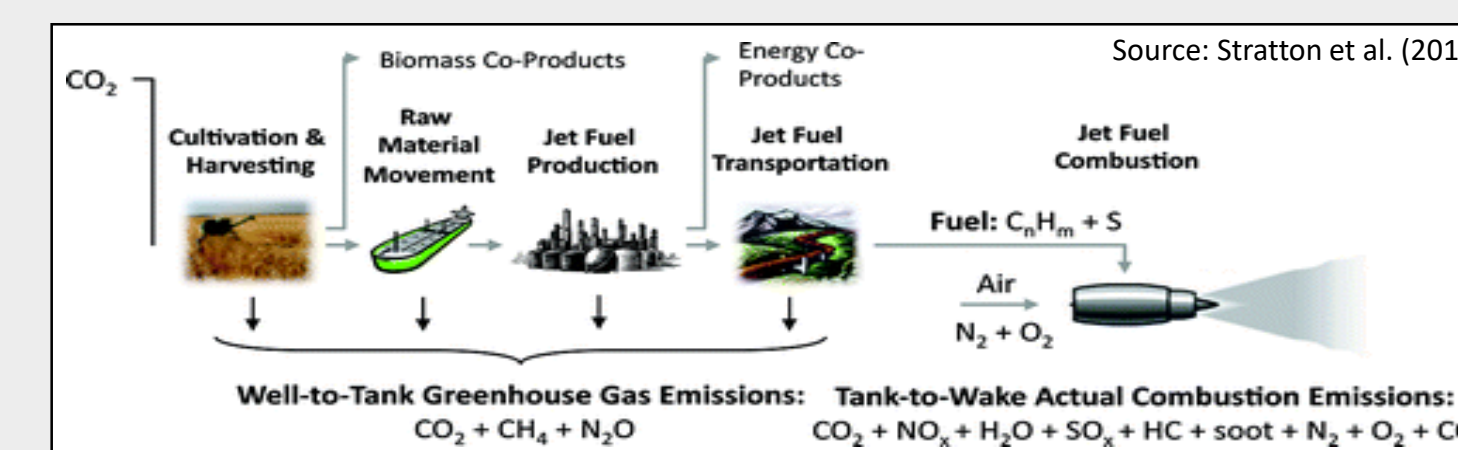 Source: Stratton et al. (201
CO₂
Biomass Co-Products
Energy Co-
Products
Cultivation &
Harvesting
Raw
Material
Movement
Jet Fuel
Production
Jet Fuel
Transportation
Jet Fuel
Combustion
Fuel: CₙHₘ + S
Air
N₂ + O₂
Well-to-Tank Greenhouse Gas Emissions:
CO₂ + CH₄ + N₂O
Tank-to-Wake Actual Combustion Emissions:
CO₂ + NOₓ + H₂O + SOₓ + HC + soot + N₂ + O₂ + C